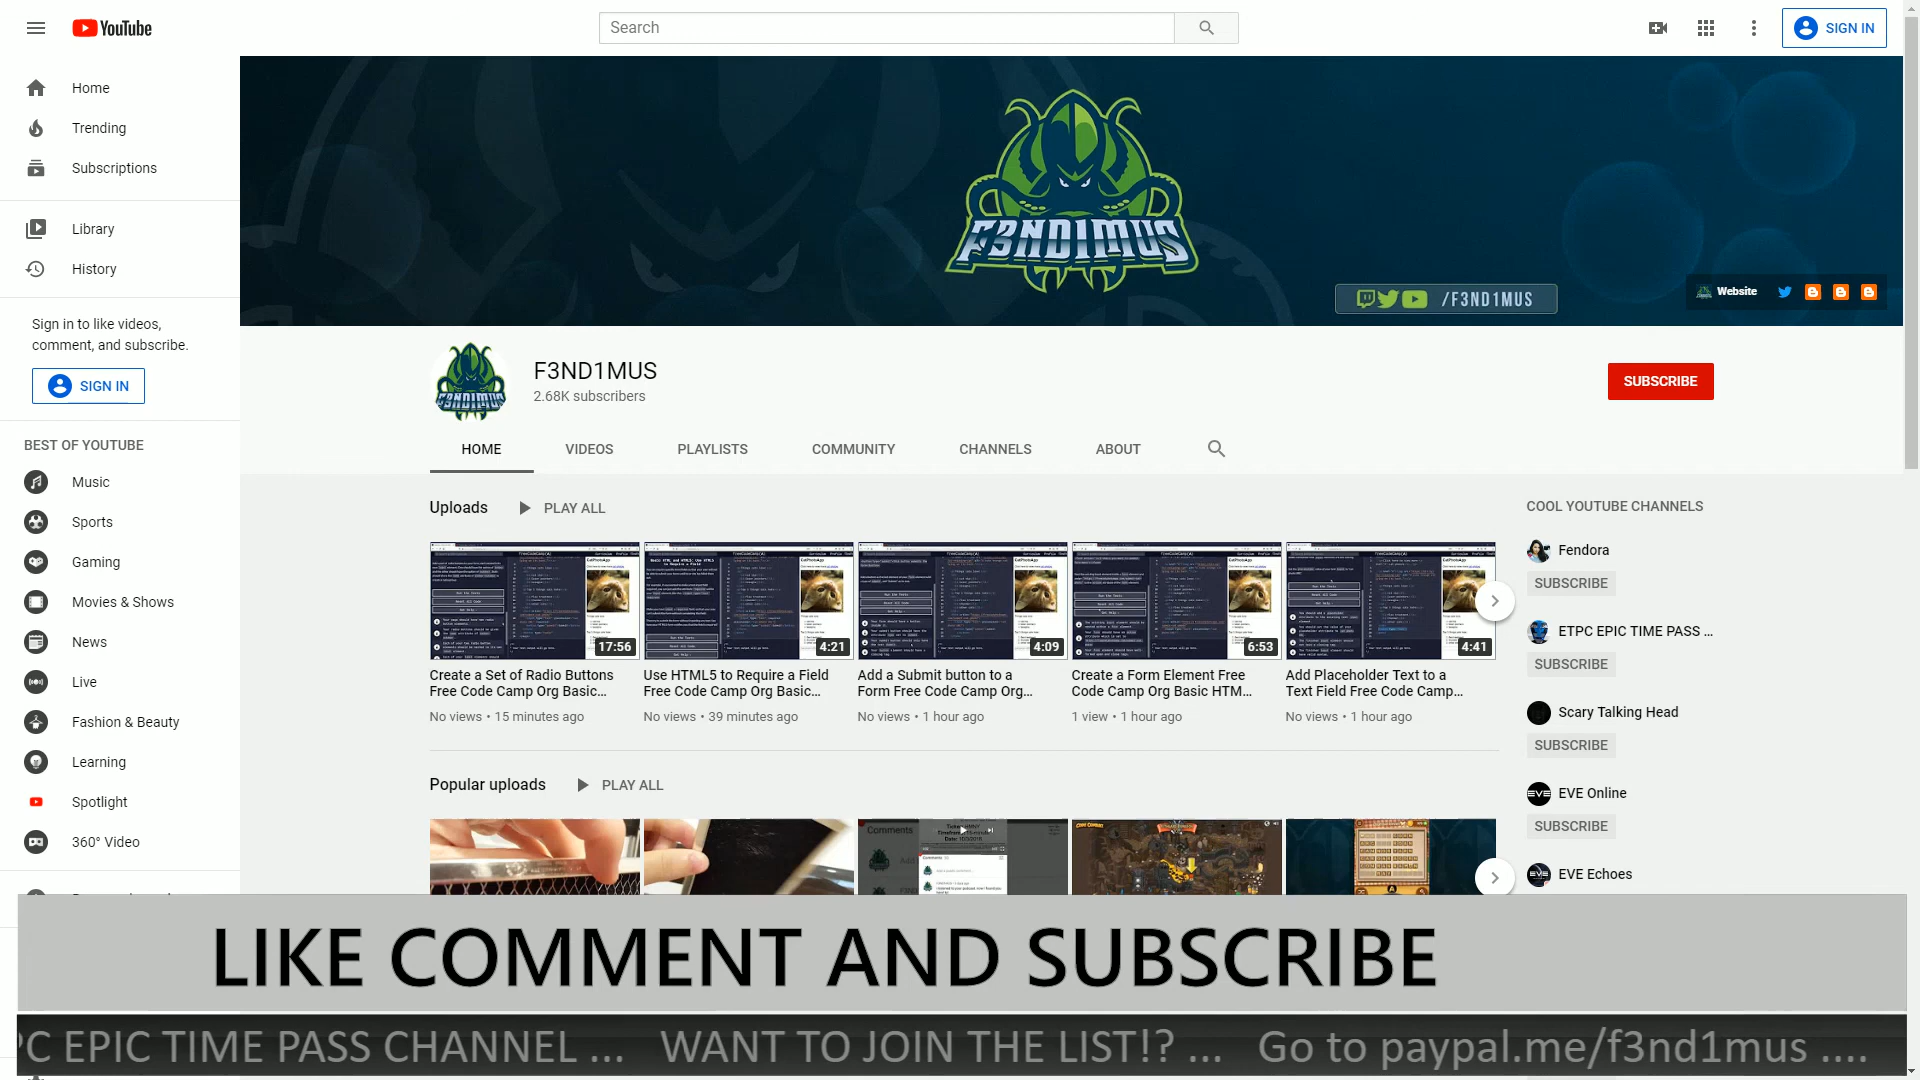 YouTube
Search
SIGN IN
Home
Trending
Subscriptions
Library
History
Sign in to like videos,
comment, and subscribe.
SIGN IN
BEST OF YOUTUBE
Music
Sports
Gaming
Movies & Shows
News
Live
Fashion & Beauty
Learning
Spotlight
360° Video
F3ND1MUS
/F3ND1MUS
Website
F3ND1MUS
2.68K subscribers
SUBSCRIBE
HOME VIDEOS PLAYLISTS COMMUNITY CHANNELS ABOUT
Uploads PLAY ALL
17:56
Create a Set of Radio Buttons
Free Code Camp Org Basic...
No views • 15 minutes ago
4:21
Use HTML5 to Require a Field
Free Code Camp Org Basic...
No views • 39 minutes ago
4:09
Add a Submit button to a
Form Free Code Camp Org...
No views • 1 hour ago
6:53
Create a Form Element Free
Code Camp Org Basic HTM...
1 view • 1 hour ago
4:41
Add Placeholder Text to a
Text Field Free Code Camp...
No views • 1 hour ago
Popular uploads PLAY ALL
Comments
COOL YOUTUBE CHANNELS
Fendora
SUBSCRIBE
ETPC EPIC TIME PASS ...
SUBSCRIBE
Scary Talking Head
SUBSCRIBE
EVE Online
SUBSCRIBE
EVE Echoes
LIKE COMMENT AND SUBSCRIBE
PC EPIC TIME PASS CHANNEL ... WANT TO JOIN THE LIST!? ... Go to paypal.me/f3nd1mus ....